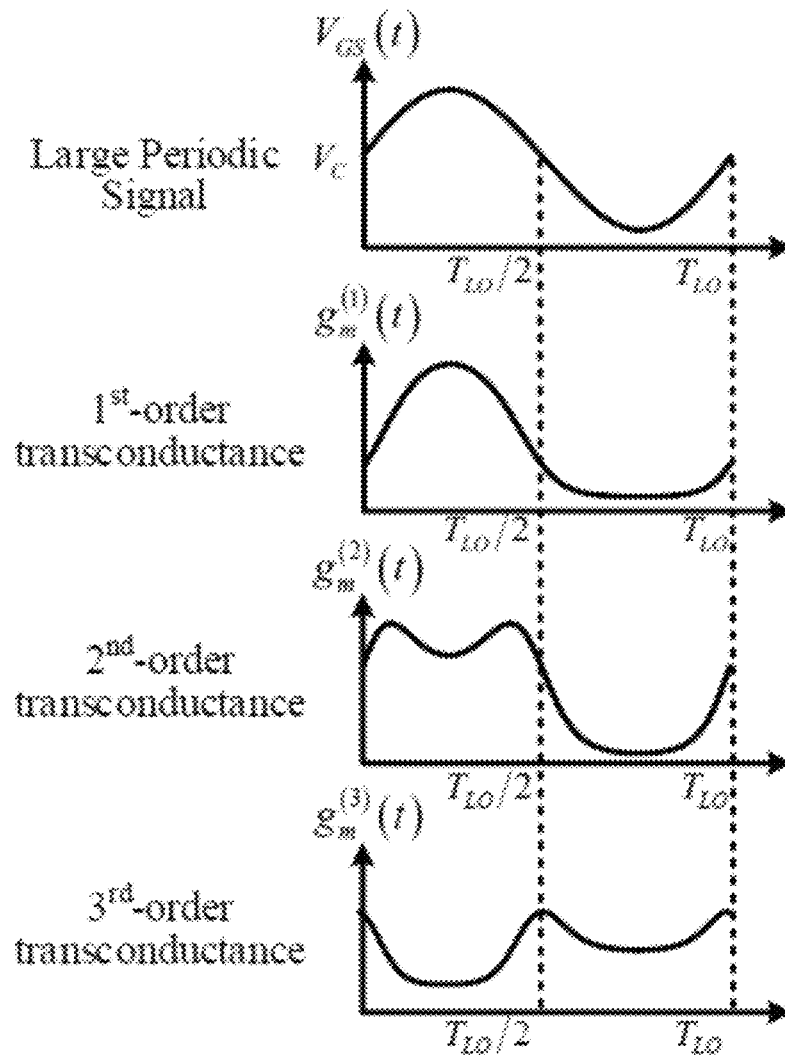 V_GS(t)
Large Periodic
Signal
V_C
T_LO/2
T_LO
g_m^(1)(t)
1st-order
transconductance
T_LO/2
T_LO
g_m^(2)(t)
2nd-order
transconductance
T_LO/2
T_LO
g_m^(3)(t)
3rd-order
transconductance
T_LO/2
T_LO